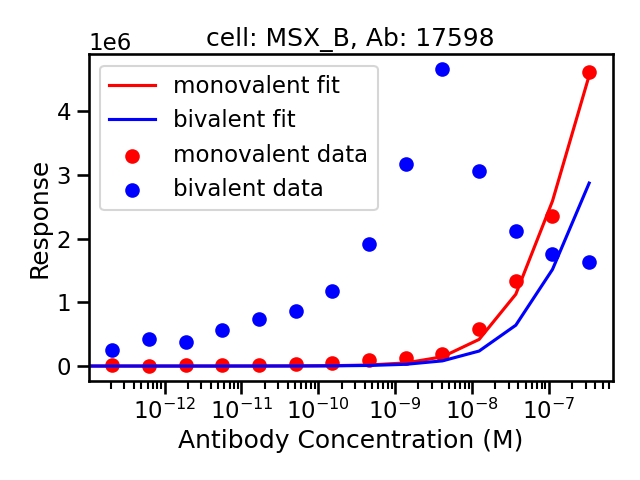 cell: MSX_B, Ab: 17598
1e6
monovalent fit
bivalent fit
monovalent data
bivalent data
Response
4
3
2
1
0
10⁻¹² 10⁻¹¹ 10⁻¹⁰ 10⁻⁹ 10⁻⁸ 10⁻⁷
Antibody Concentration (M)